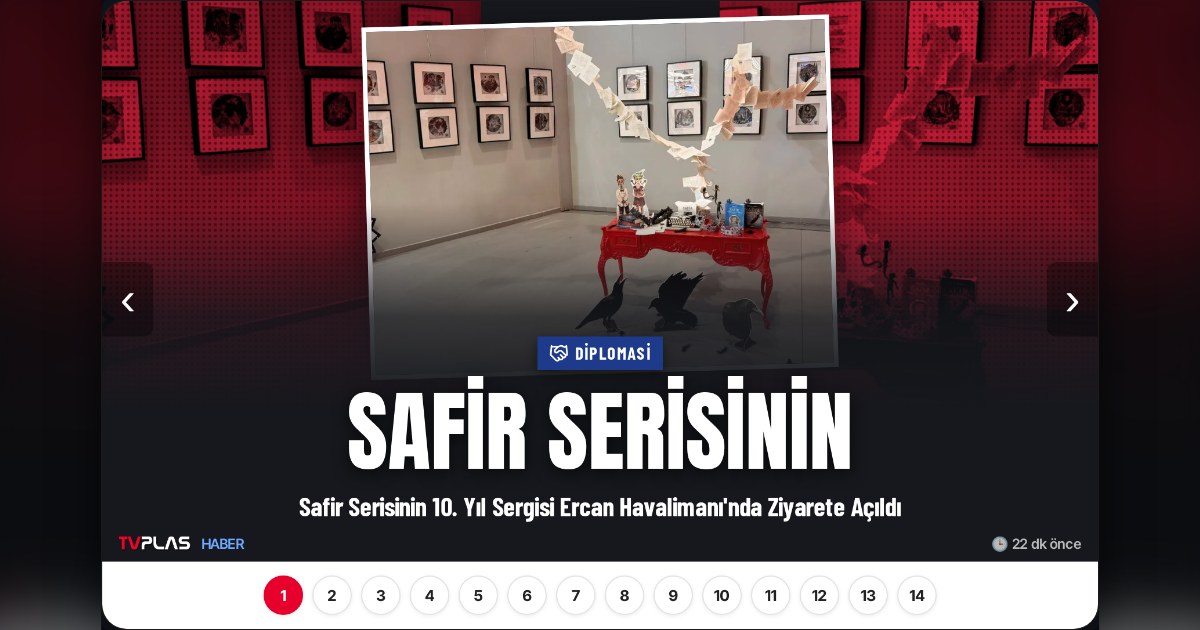 DİPLOMASİ
SAFİR SERİSİNİN
Safir Serisinin 10. Yıl Sergisi Ercan Havalimanı'nda Ziyarete Açıldı
TVPLAS HABER
22 dk önce
1 2 3 4 5 6 7 8 9 10 11 12 13 14